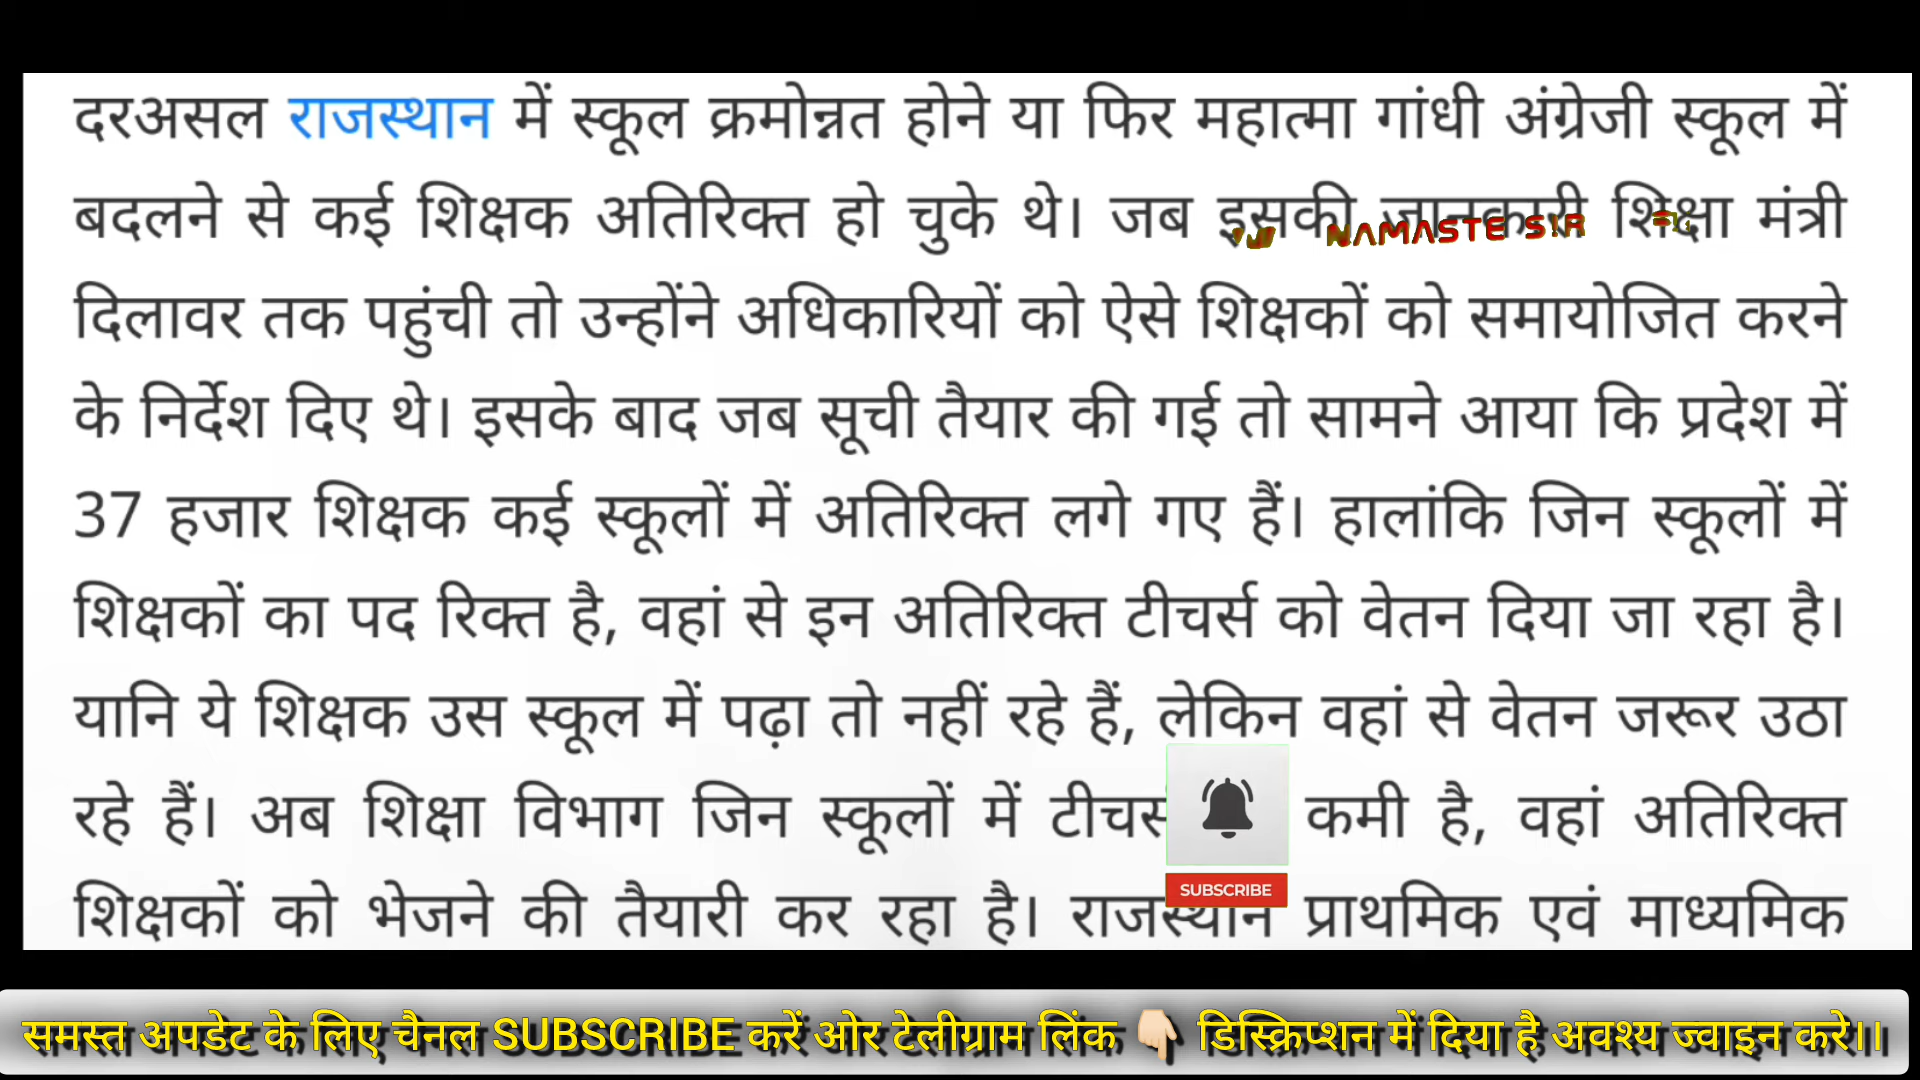 दरअसल राजस्थान में स्कूल क्रमोन्नत होने या फिर महात्मा गांधी अंग्रेजी स्कूल में
बदलने से कई शिक्षक अतिरिक्त हो चुके थे। जब इसकी जानकारी शिक्षा मंत्री
NAMASTE SIR
दिलावर तक पहुंची तो उन्होंने अधिकारियों को ऐसे शिक्षकों को समायोजित करने
के निर्देश दिए थे। इसके बाद जब सूची तैयार की गई तो सामने आया कि प्रदेश में
37 हजार शिक्षक कई स्कूलों में अतिरिक्त लगे गए हैं। हालांकि जिन स्कूलों में
शिक्षकों का पद रिक्त है, वहां से इन अतिरिक्त टीचर्स को वेतन दिया जा रहा है।
यानि ये शिक्षक उस स्कूल में पढ़ा तो नहीं रहे हैं, लेकिन वहां से वेतन जरूर उठा
रहे हैं। अब शिक्षा विभाग जिन स्कूलों में टीचर्स कमी है, वहां अतिरिक्त
SUBSCRIBE
शिक्षकों को भेजने की तैयारी कर रहा है। राजस्थान प्राथमिक एवं माध्यमिक
समस्त अपडेट के लिए चैनल SUBSCRIBE करें ओर टेलीग्राम लिंक 👇🏻 डिस्क्रिप्शन में दिया है अवश्य ज्वाइन करे।।